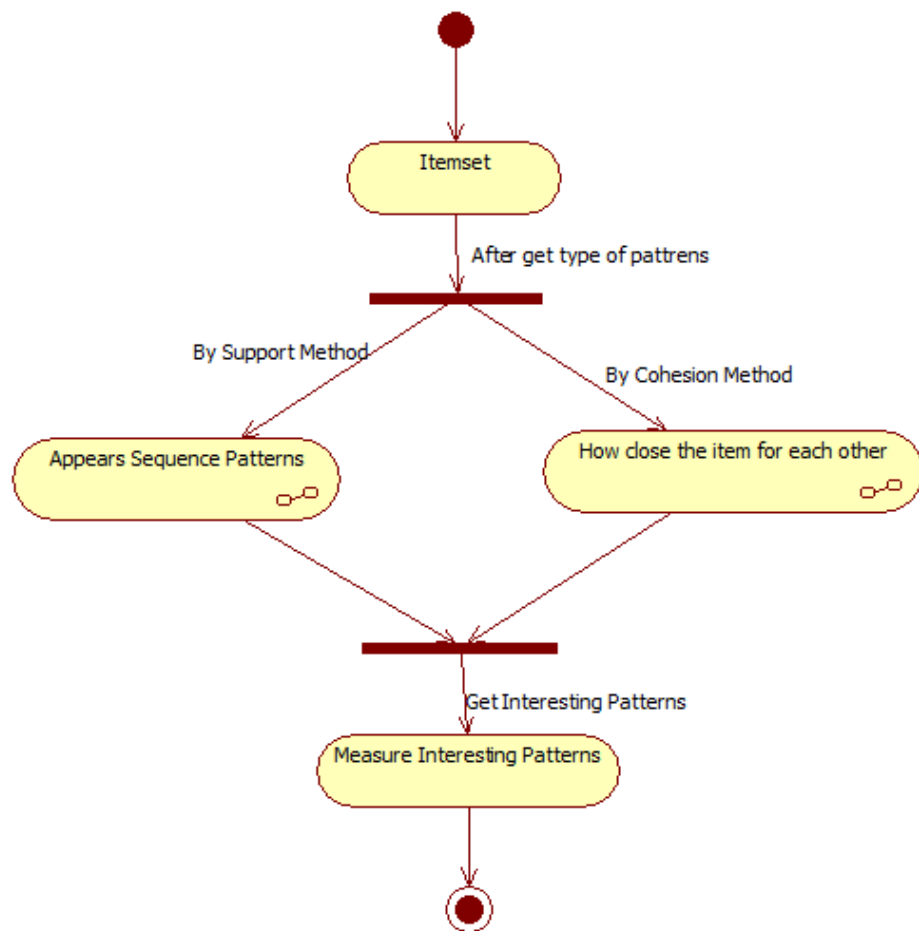 Itemset
After get type of pattrens
By Support Method
By Cohesion Method
Appears Sequence Patterns
How close the item for each other
Get Interesting Patterns
Measure Interesting Patterns